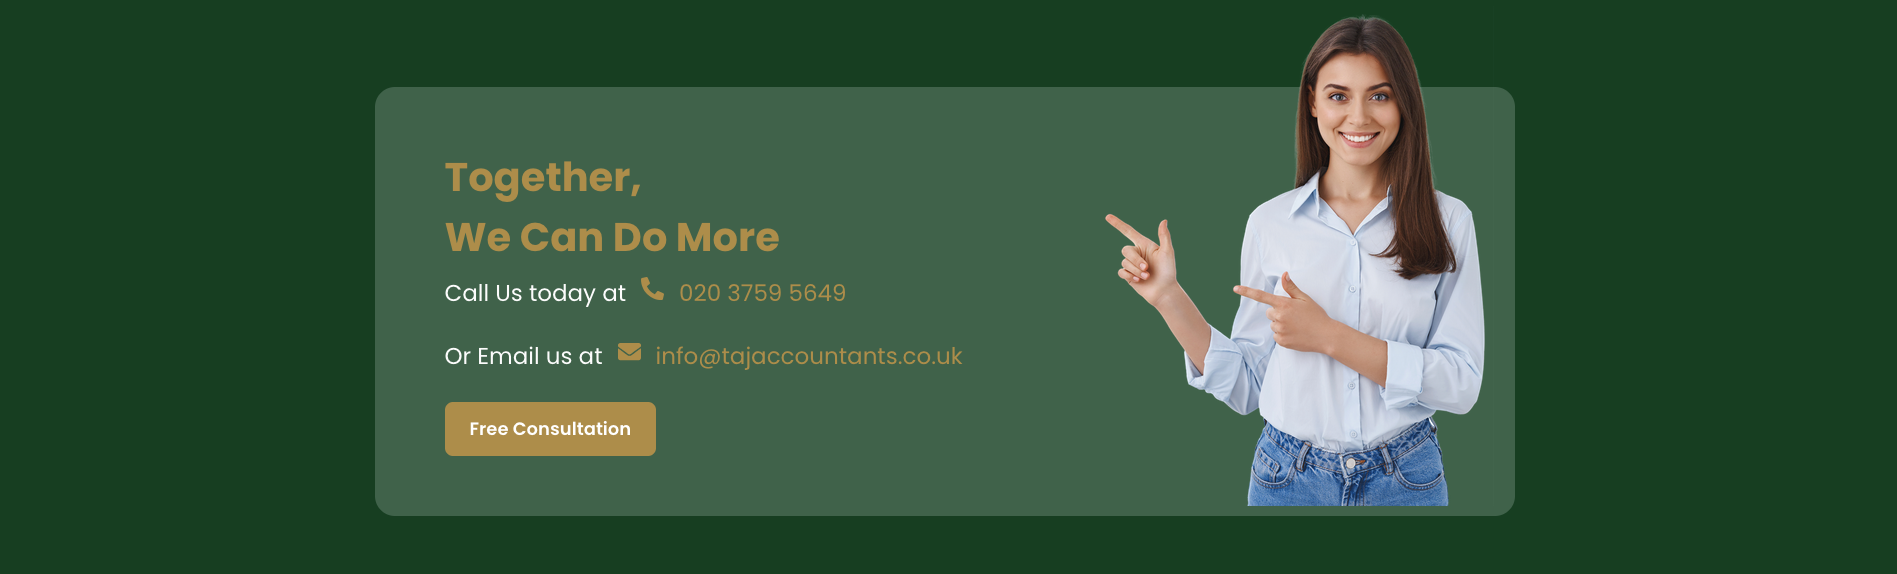 Together,
We Can Do More
Call Us today at 020 3759 5649
Or Email us at info@tajaccountants.co.uk
Free Consultation